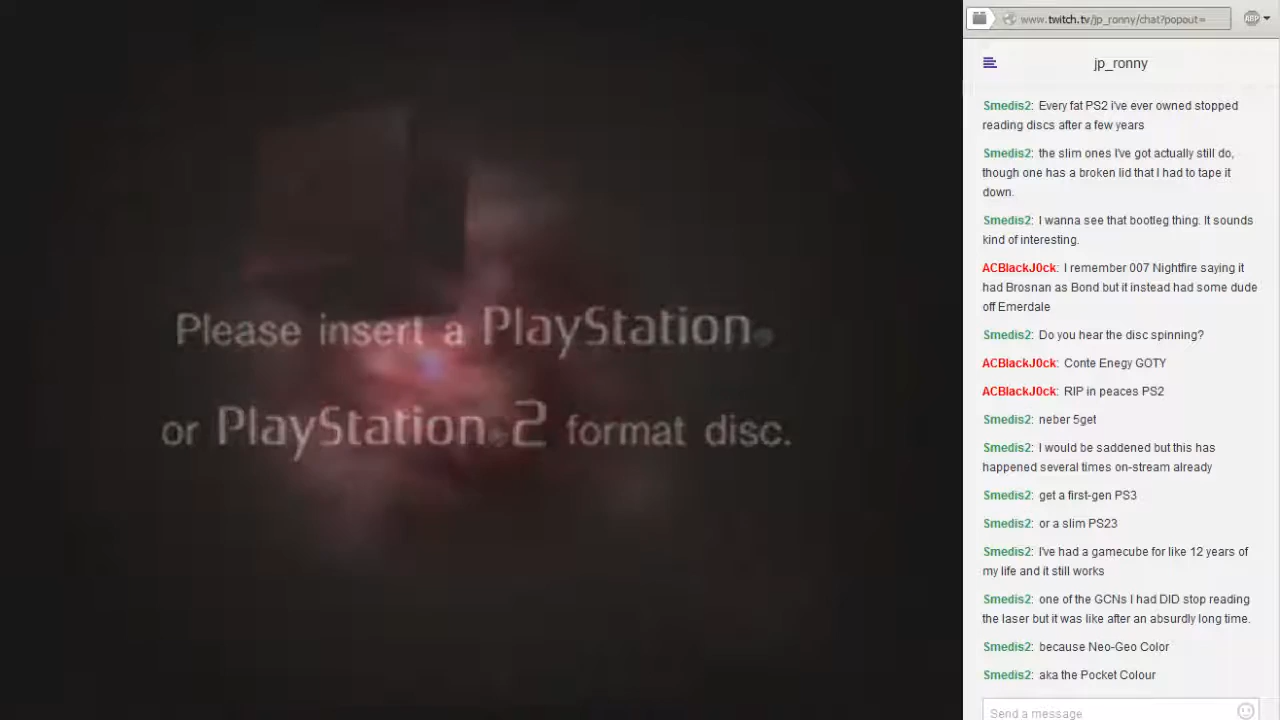 www.twitch.tv/jp_ronny/chat?popout=
ABP
jp_ronny
Please insert a PlayStation®
or PlayStation®2 format disc.
Smedis2: Every fat PS2 i've ever owned stopped
reading discs after a few years
Smedis2: the slim ones I've got actually still do,
though one has a broken lid that I had to tape it
down.
Smedis2: I wanna see that bootleg thing. It sounds
kind of interesting.
ACBlackJ0ck: I remember 007 Nightfire saying it
had Brosnan as Bond but it instead had some dude
off Emerdale
Smedis2: Do you hear the disc spinning?
ACBlackJ0ck: Conte Enegy GOTY
ACBlackJ0ck: RIP in peaces PS2
Smedis2: neber 5get
Smedis2: I would be saddened but this has
happened several times on-stream already
Smedis2: get a first-gen PS3
Smedis2: or a slim PS23
Smedis2: I've had a gamecube for like 12 years of
my life and it still works
Smedis2: one of the GCNs I had DID stop reading
the laser but it was like after an absurdly long time.
Smedis2: because Neo-Geo Color
Smedis2: aka the Pocket Colour
Send a message